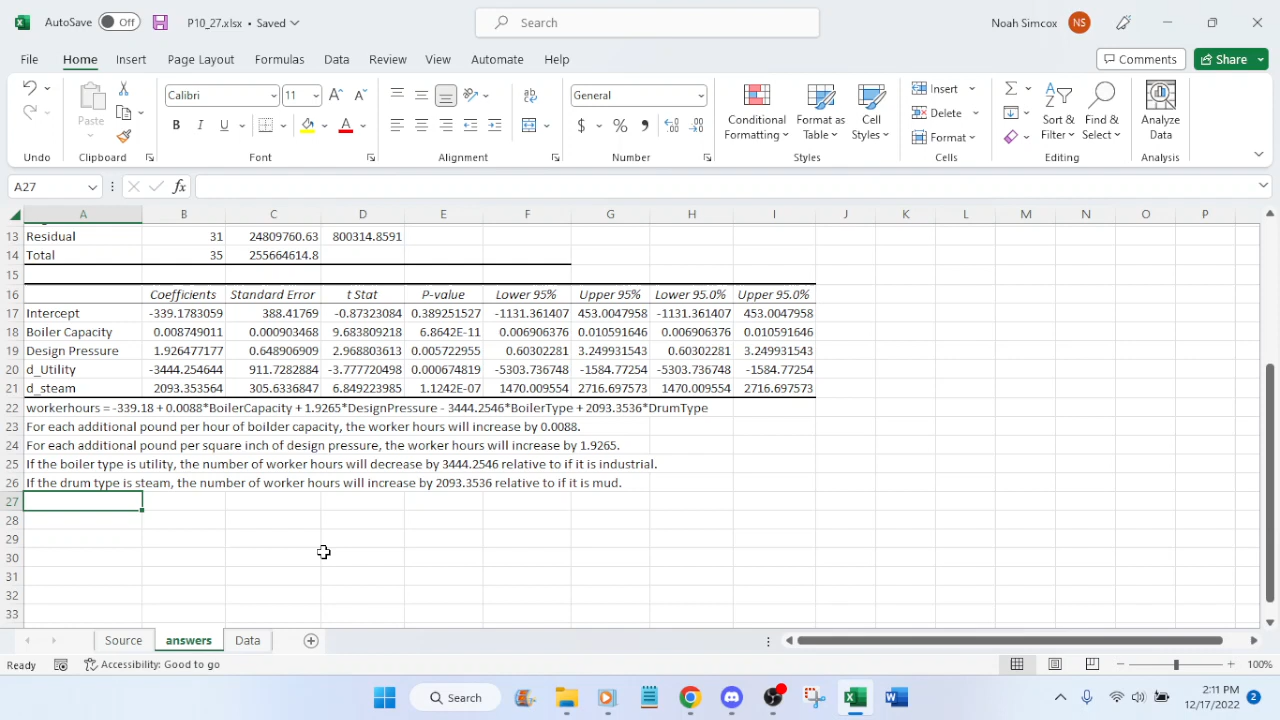 AutoSave Off P10_27.xlsx • Saved Search Noah Simcox NS
File Home Insert Page Layout Formulas Data Review View Automate Help Comments Share
Paste Calibri 11 General Conditional Formatting Format as Table Cell Styles Insert Delete Format Sort & Filter Find & Select Analyze Data
Undo Clipboard Font Alignment Number Styles Cells Editing Analysis
A27 fx
A B C D E F G H I J K L M N O P
13 Residual 31 24809760.63 800314.8591
14 Total 35 255664614.8
15
16 Coefficients Standard Error t Stat P-value Lower 95% Upper 95% Lower 95.0% Upper 95.0%
17 Intercept -339.1783059 388.41769 -0.87323084 0.389251527 -1131.361407 453.0047958 -1131.361407 453.0047958
18 Boiler Capacity 0.008749011 0.000903468 9.683809218 6.8642E-11 0.006906376 0.010591646 0.006906376 0.010591646
19 Design Pressure 1.926477177 0.648906909 2.968803613 0.005722955 0.60302281 3.249931543 0.60302281 3.249931543
20 d_Utility -3444.254644 911.7282884 -3.777720498 0.000674819 -5303.736738 -1584.77254 -5303.736738 -1584.77254
21 d_steam 2093.353564 305.6336847 6.849223985 1.1242E-07 1470.009554 2716.697573 1470.009554 2716.697573
22 workerhours = -339.18 + 0.0088*BoilerCapacity + 1.9265*DesignPressure - 3444.2546*BoilerType + 2093.3536*DrumType
23 For each additional pound per hour of boilder capacity, the worker hours will increase by 0.0088.
24 For each additional pound per square inch of design pressure, the worker hours will increase by 1.9265.
25 If the boiler type is utility, the number of worker hours will decrease by 3444.2546 relative to if it is industrial.
26 If the drum type is steam, the number of worker hours will increase by 2093.3536 relative to if it is mud.
27
28
29
30
31
32
33
Source answers Data
Ready Accessibility: Good to go 100%
Search 2:11 PM
12/17/2022 2